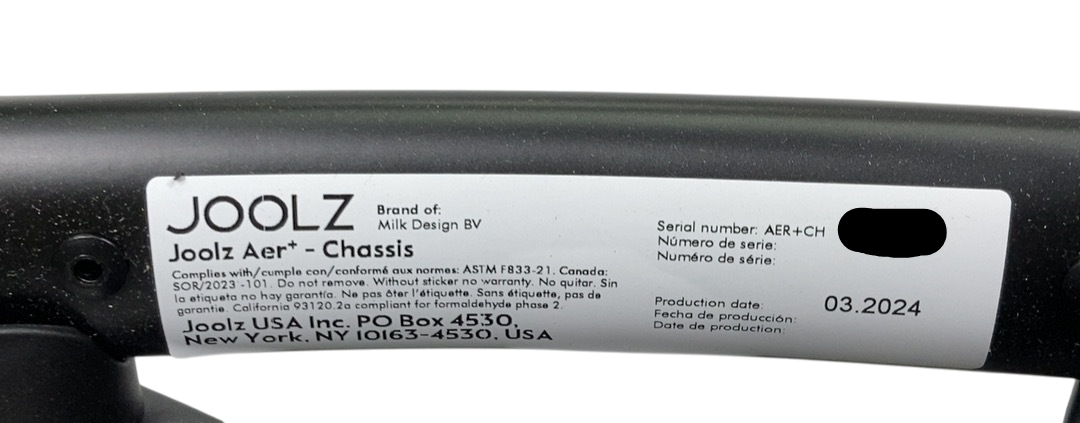 JOOLZ
Brand of:
Milk Design BV
Joolz Aer+ - Chassis
Complies with/cumple con/conformé aux normes: ASTM F833-21. Canada:
SOR/2023 -101. Do not remove. Without sticker no warranty. No quitar. Sin
la etiqueta no hay garantía. Ne pas ôter l'étiquette. Sans étiquette, pas de
garantie. California 93120.2a compliant for formaldehyde phase 2.
Joolz USA Inc. PO Box 4530,
New York, NY 10163-4530, USA
Serial number: AER+CH
Número de serie:
Numéro de série:
Production date: 03.2024
Fecha de producción:
Date de production: